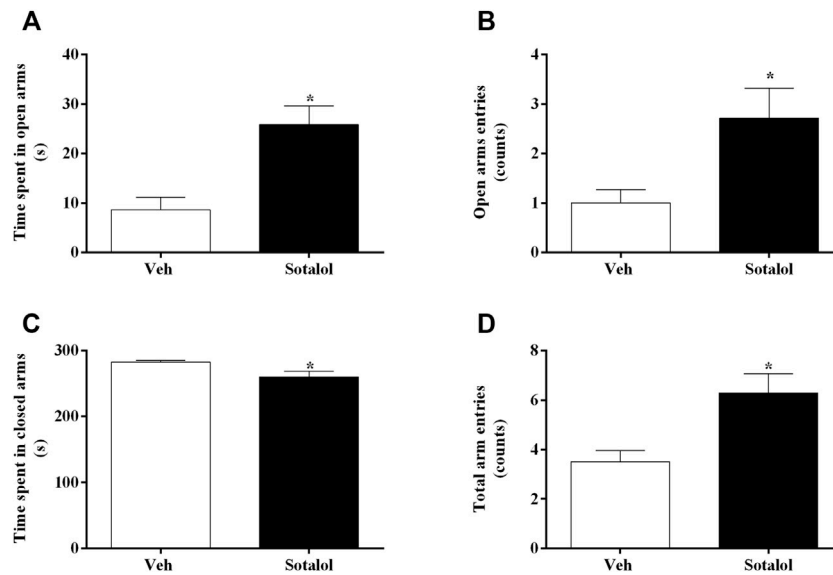 A
Time spent in open arms
(s)
40
30
20
10
0
*
Veh
Sotalol
B
Open arms entries
(counts)
4
3
2
1
0
*
Veh
Sotalol
C
Time spent in closed arms
(s)
300
200
100
0
*
Veh
Sotalol
D
Total arm entries
(counts)
8
6
4
2
0
*
Veh
Sotalol